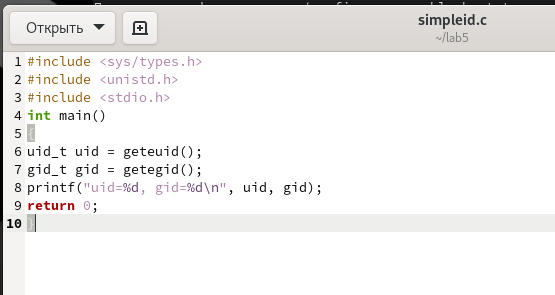 Открыть
simpleid.c
~/lab5
1 #include <sys/types.h>
2 #include <unistd.h>
3 #include <stdio.h>
4 int main()
5 {
6 uid_t uid = geteuid();
7 gid_t gid = getegid();
8 printf("uid=%d, gid=%d\n", uid, gid);
9 return 0;
10 }